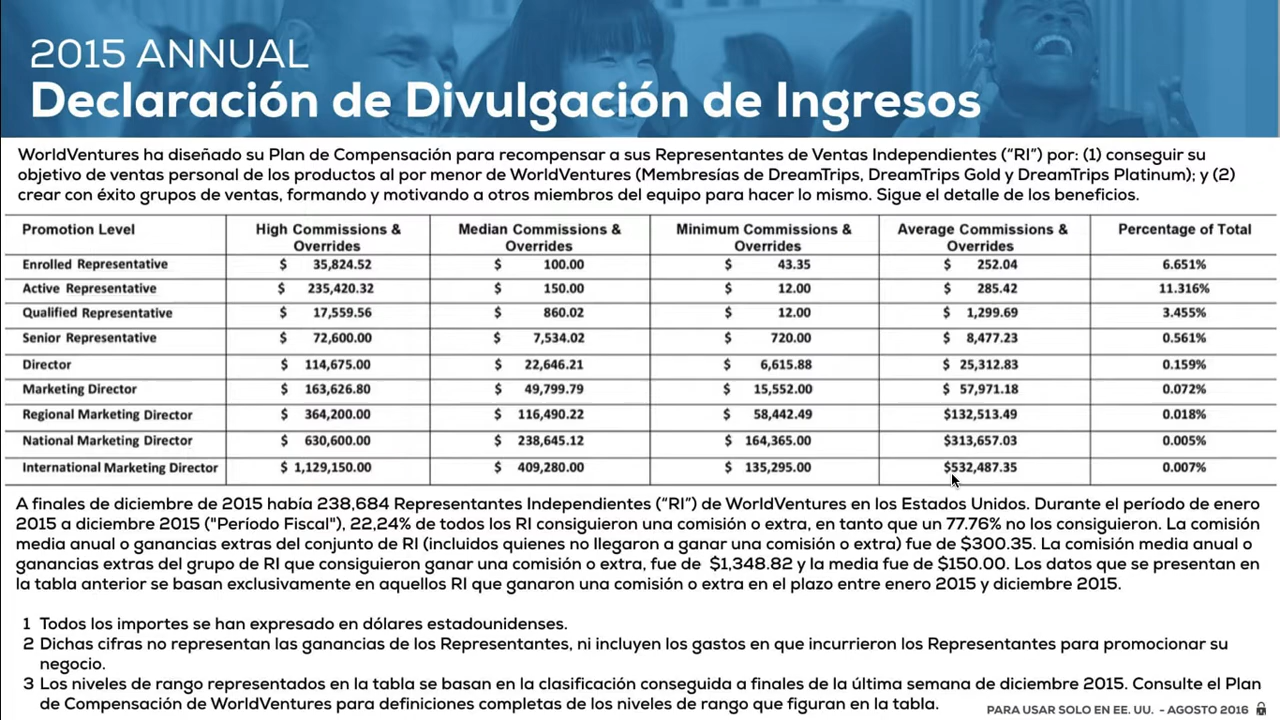 2015 ANNUAL
Declaración de Divulgación de Ingresos
WorldVentures ha diseñado su Plan de Compensación para recompensar a sus Representantes de Ventas Independientes (“RI”) por: (1) conseguir su
objetivo de ventas personal de los productos al por menor de WorldVentures (Membresías de DreamTrips, DreamTrips Gold y DreamTrips Platinum); y (2)
crear con éxito grupos de ventas, formando y motivando a otros miembros del equipo para hacer lo mismo. Sigue el detalle de los beneficios.
Promotion Level High Commissions & Overrides Median Commissions & Overrides Minimum Commissions & Overrides Average Commissions & Overrides Percentage of Total
Enrolled Representative $ 35,824.52 $ 100.00 $ 43.35 $ 252.04 6.651%
Active Representative $ 235,420.32 $ 150.00 $ 12.00 $ 285.42 11.316%
Qualified Representative $ 17,559.56 $ 860.02 $ 12.00 $ 1,299.69 3.455%
Senior Representative $ 72,600.00 $ 7,534.02 $ 720.00 $ 8,477.23 0.561%
Director $ 114,675.00 $ 22,646.21 $ 6,615.88 $ 25,312.83 0.159%
Marketing Director $ 163,626.80 $ 49,799.79 $ 15,552.00 $ 57,971.18 0.072%
Regional Marketing Director $ 364,200.00 $ 116,490.22 $ 58,442.49 $132,513.49 0.018%
National Marketing Director $ 630,600.00 $ 238,645.12 $ 164,365.00 $313,657.03 0.005%
International Marketing Director $ 1,129,150.00 $ 409,280.00 $ 135,295.00 $532,487.35 0.007%
A finales de diciembre de 2015 había 238,684 Representantes Independientes (“RI”) de WorldVentures en los Estados Unidos. Durante el período de enero
2015 a diciembre 2015 ("Período Fiscal"), 22,24% de todos los RI consiguieron una comisión o extra, en tanto que un 77.76% no los consiguieron. La comisión
media anual o ganancias extras del conjunto de RI (incluidos quienes no llegaron a ganar una comisión o extra) fue de $300.35. La comisión media anual o
ganancias extras del grupo de RI que consiguieron ganar una comisión o extra, fue de $1,348.82 y la media fue de $150.00. Los datos que se presentan en
la tabla anterior se basan exclusivamente en aquellos RI que ganaron una comisión o extra en el plazo entre enero 2015 y diciembre 2015.
1 Todos los importes se han expresado en dólares estadounidenses.
2 Dichas cifras no representan las ganancias de los Representantes, ni incluyen los gastos en que incurrieron los Representantes para promocionar su
negocio.
3 Los niveles de rango representados en la tabla se basan en la clasificación conseguida a finales de la última semana de diciembre 2015. Consulte el Plan
de Compensación de WorldVentures para definiciones completas de los niveles de rango que figuran en la tabla.
PARA USAR SOLO EN EE. UU. - AGOSTO 2016